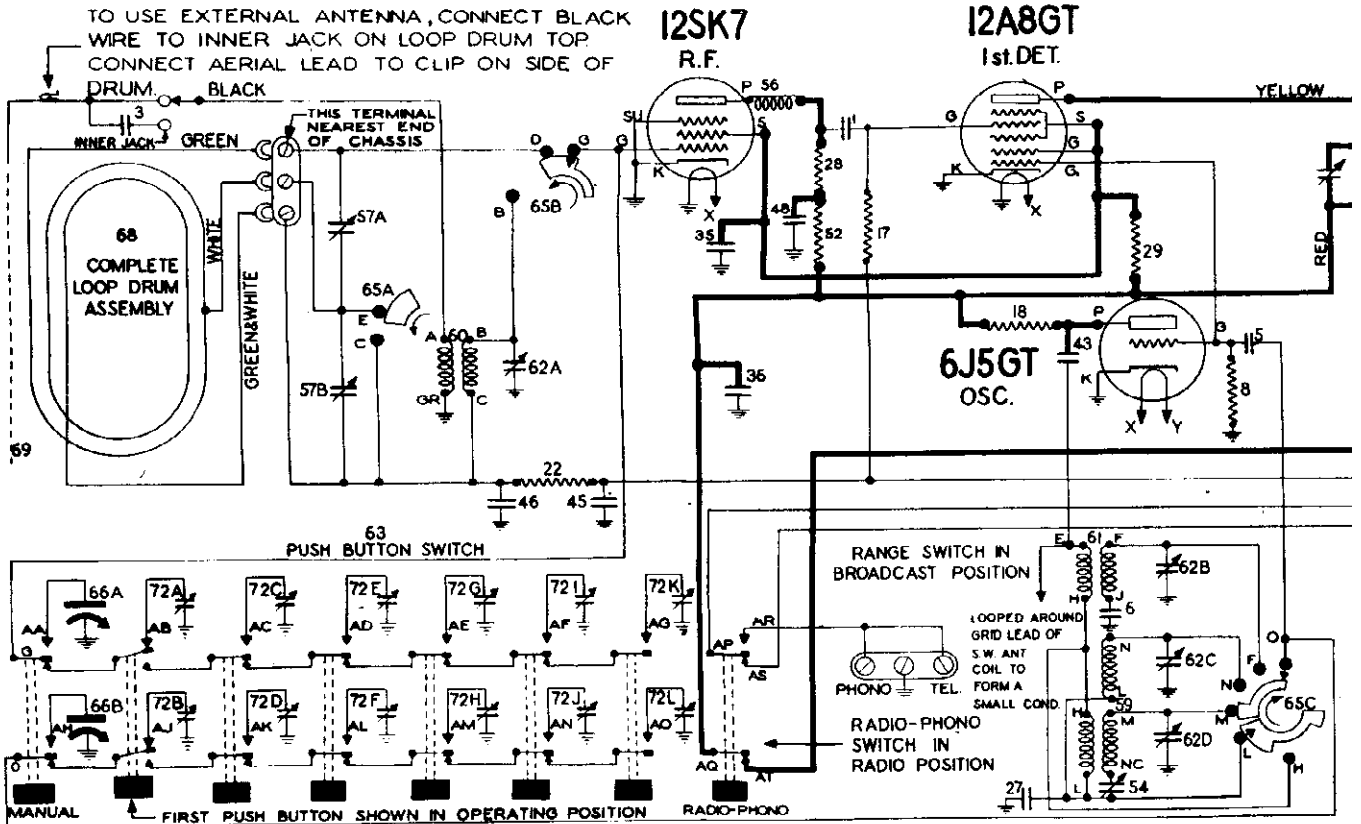 TO USE EXTERNAL ANTENNA, CONNECT BLACK
WIRE TO INNER JACK ON LOOP DRUM TOP.
CONNECT AERIAL LEAD TO CLIP ON SIDE OF
DRUM.
BLACK
3
INNER JACK
GREEN
THIS TERMINAL
NEAREST END
OF CHASSIS
68
COMPLETE
LOOP DRUM
ASSEMBLY
WHITE
GREEN&WHITE
69
57A
57B
65A
E
C
A
60
B
GR
C
62A
D
G
G
65B
B
12SK7
R.F.
SU
P
S
K
X
56
28
48
52
35
1
17
36
12A8GT
1st. DET.
G
P
S
G
G
K
X
YELLOW
RED
29
18
43
6J5GT
OSC.
P
G
K
X
Y
5
8
22
46
45
63
PUSH BUTTON SWITCH
66A
72A
72C
72E
72G
72I
72K
AA
AB
AC
AD
AE
AF
AG
AP
AR
AS
G
66B
72B
72D
72F
72H
72J
72L
AH
AJ
AK
AL
AM
AN
AO
AQ
AT
O
MANUAL
FIRST PUSH BUTTON SHOWN IN OPERATING POSITION
RADIO-PHONO
PHONO
TEL.
RADIO-PHONO
SWITCH IN
RADIO POSITION
RANGE SWITCH IN
BROADCAST POSITION
LOOPED AROUND
GRID LEAD OF
S.W. ANT
COIL TO
FORM A
SMALL COND.
E
61
F
H
J
6
62B
N
62C
L
H
59
M
62D
NC
L
54
27
O
F
N
M
L
H
65C